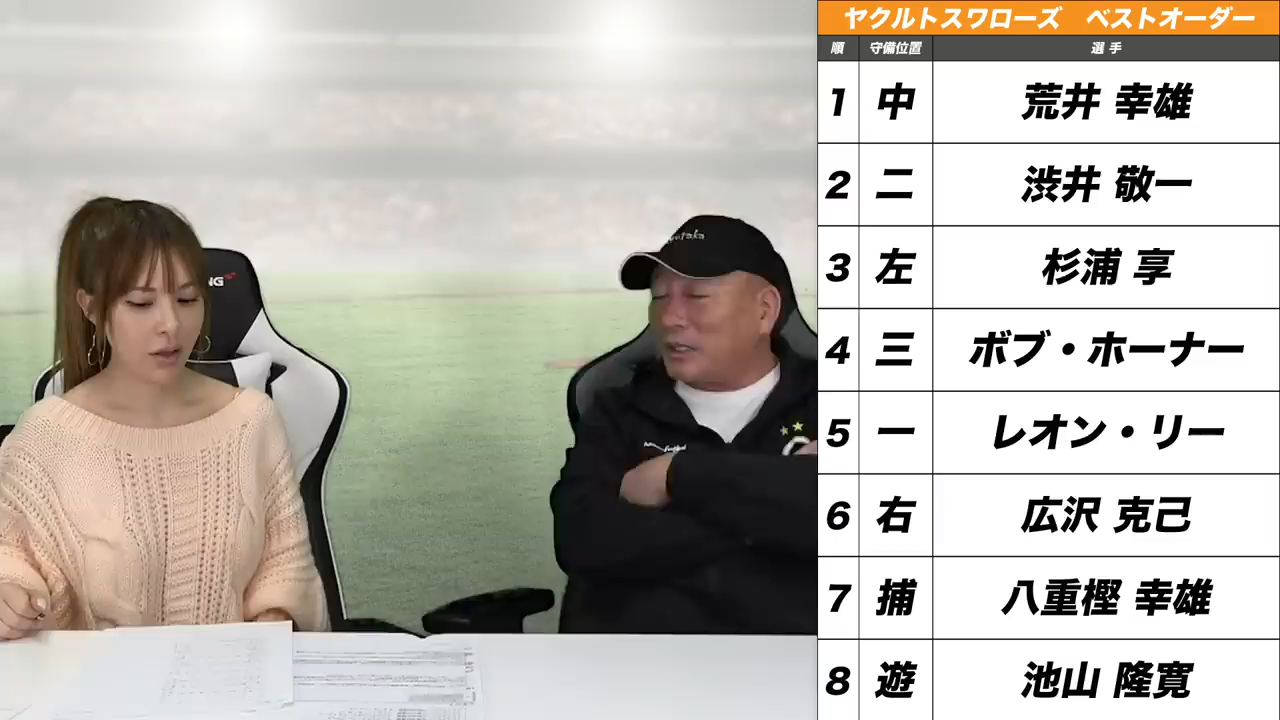 ヤクルトスワローズ ベストオーダー
順 守備位置 選手
1 中 荒井 幸雄
2 二 渋井 敬一
3 左 杉浦 享
4 三 ボブ・ホーナー
5 一 レオン・リー
6 右 広沢 克己
7 捕 八重樫 幸雄
8 遊 池山 隆寛
NG